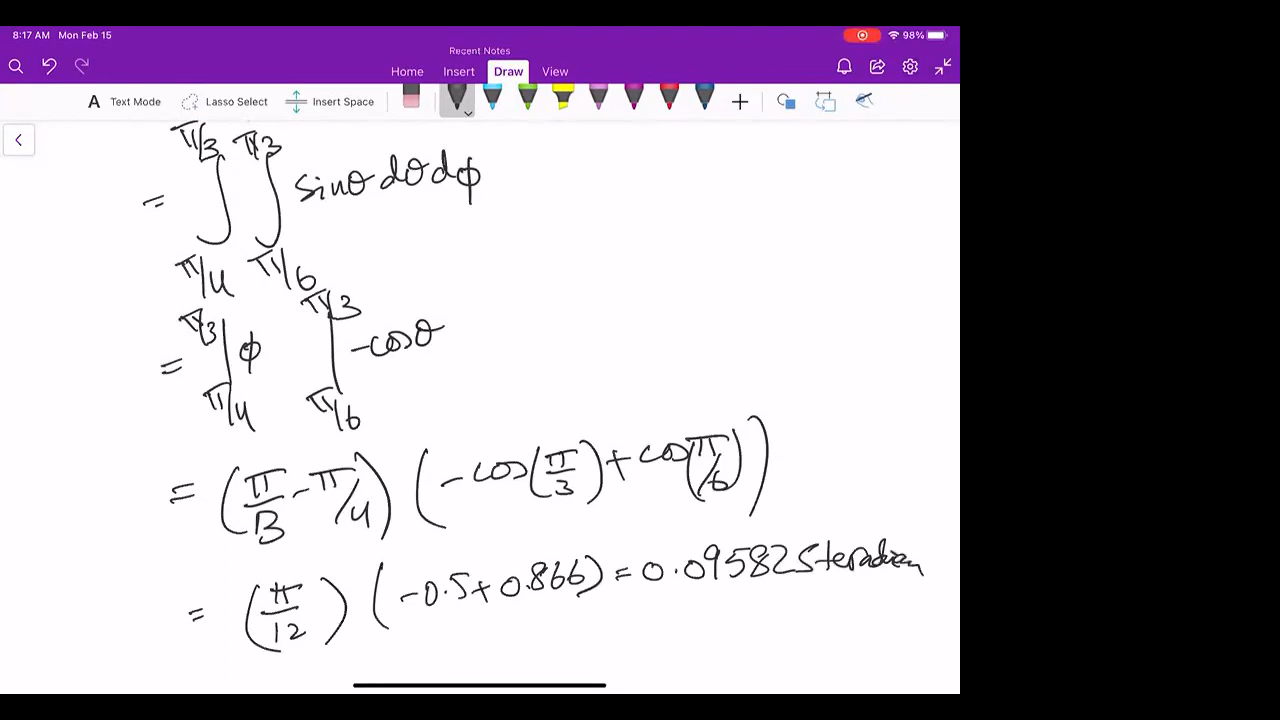 8:17 AM Mon Feb 15 98%
Recent Notes
Home Insert Draw View
A Text Mode Lasso Select Insert Space
π/3 π/3
= ∫ ∫ sinθ dθ dϕ
π/4 π/6
π/3 π/3
= | ϕ | -cosθ
π/4 π/6
= (π/3 - π/4) (-cos(π/3) + cos(π/6))
= (π/12) (-0.5 + 0.866) = 0.0958 Steradian